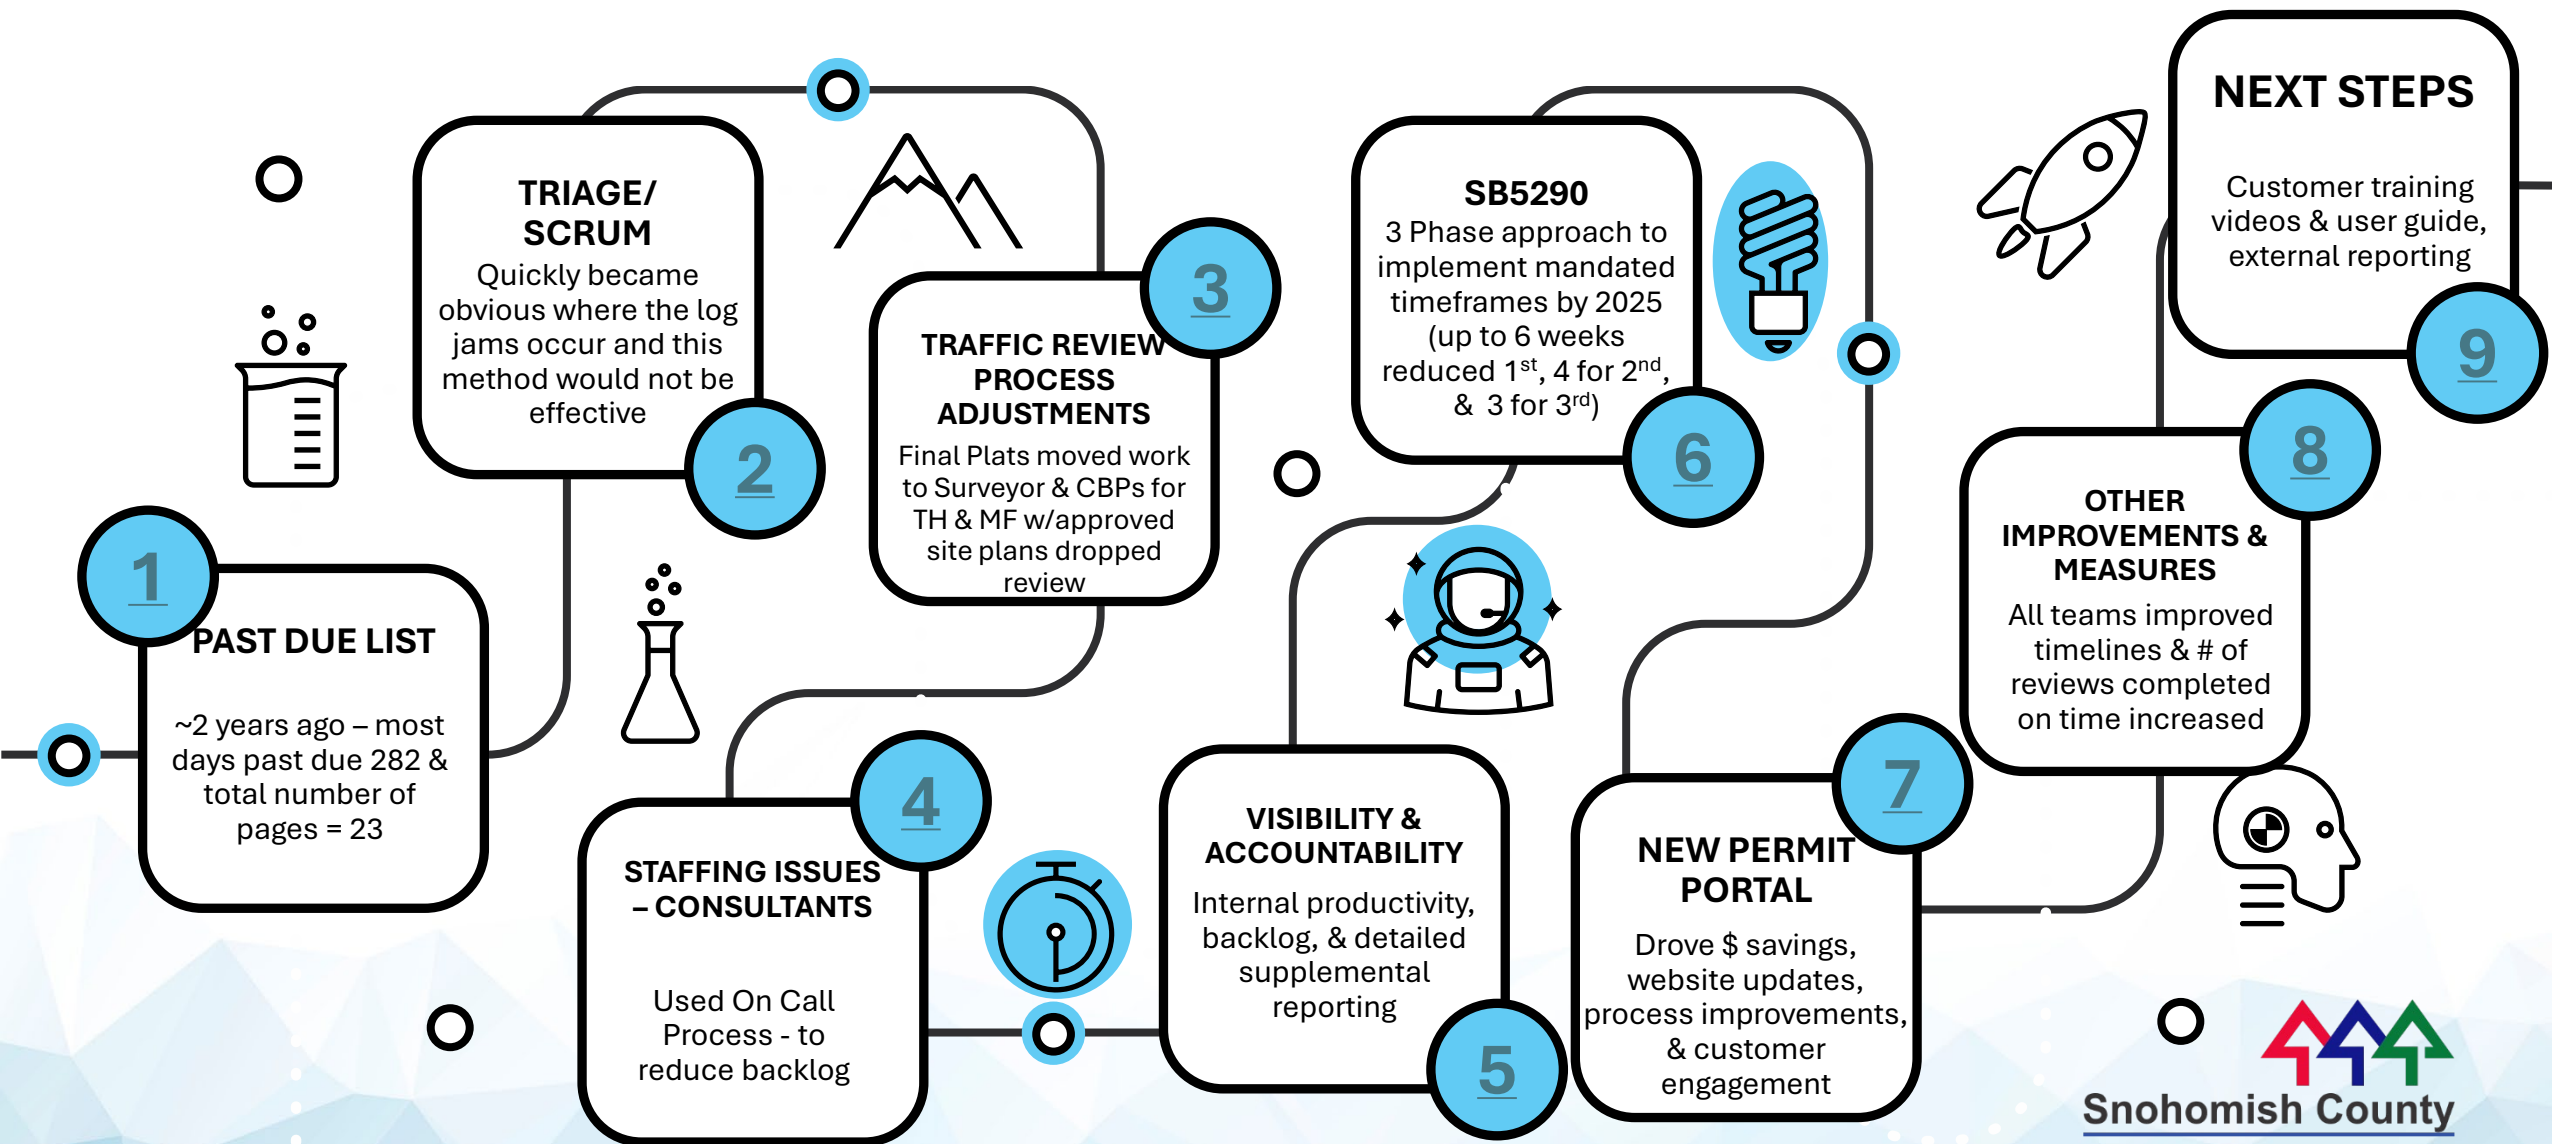 1
PAST DUE LIST
~2 years ago – most
days past due 282 &
total number of
pages = 23
TRIAGE/
SCRUM
Quickly became
obvious where the log
jams occur and this
method would not be
effective
2
3
TRAFFIC REVIEW
PROCESS
ADJUSTMENTS
Final Plats moved work
to Surveyor & CBPs for
TH & MF w/approved
site plans dropped
review
4
STAFFING ISSUES
– CONSULTANTS
Used On Call
Process - to
reduce backlog
VISIBILITY &
ACCOUNTABILITY
Internal productivity,
backlog, & detailed
supplemental
reporting
5
SB5290
3 Phase approach to
implement mandated
timeframes by 2025
(up to 6 weeks
reduced 1st, 4 for 2nd,
& 3 for 3rd)
6
7
NEW PERMIT
PORTAL
Drove $ savings,
website updates,
process improvements,
& customer
engagement
8
OTHER
IMPROVEMENTS &
MEASURES
All teams improved
timelines & # of
reviews completed
on time increased
NEXT STEPS
Customer training
videos & user guide,
external reporting
9
Snohomish County